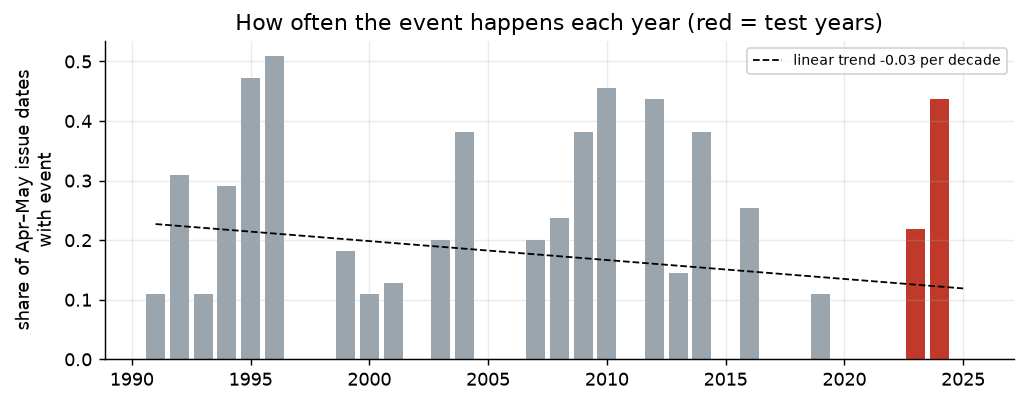 How often the event happens each year (red = test years)
linear trend -0.03 per decade
share of Apr–May issue dates
with event
0.5
0.4
0.3
0.2
0.1
0.0
1990 1995 2000 2005 2010 2015 2020 2025